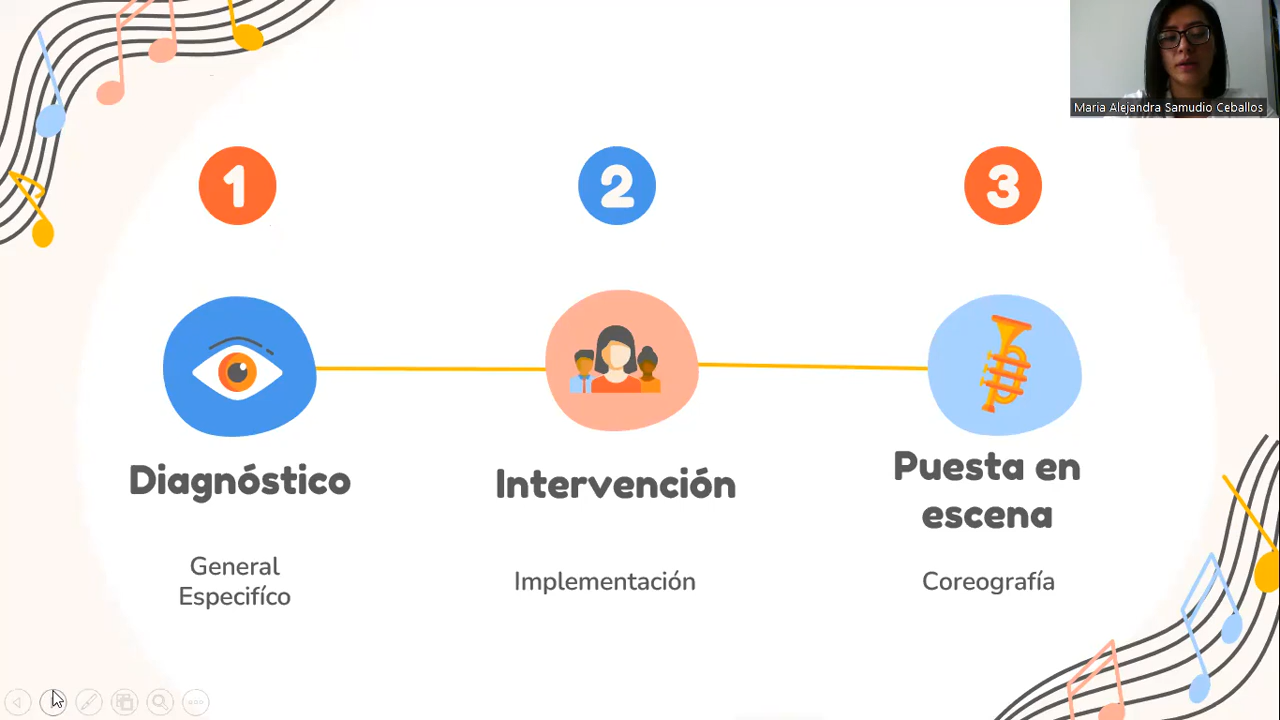 Maria Alejandra Samudio Ceballos
1
2
3
Diagnóstico
Intervención
Puesta en
escena
General
Especifíco
Implementación
Coreografía